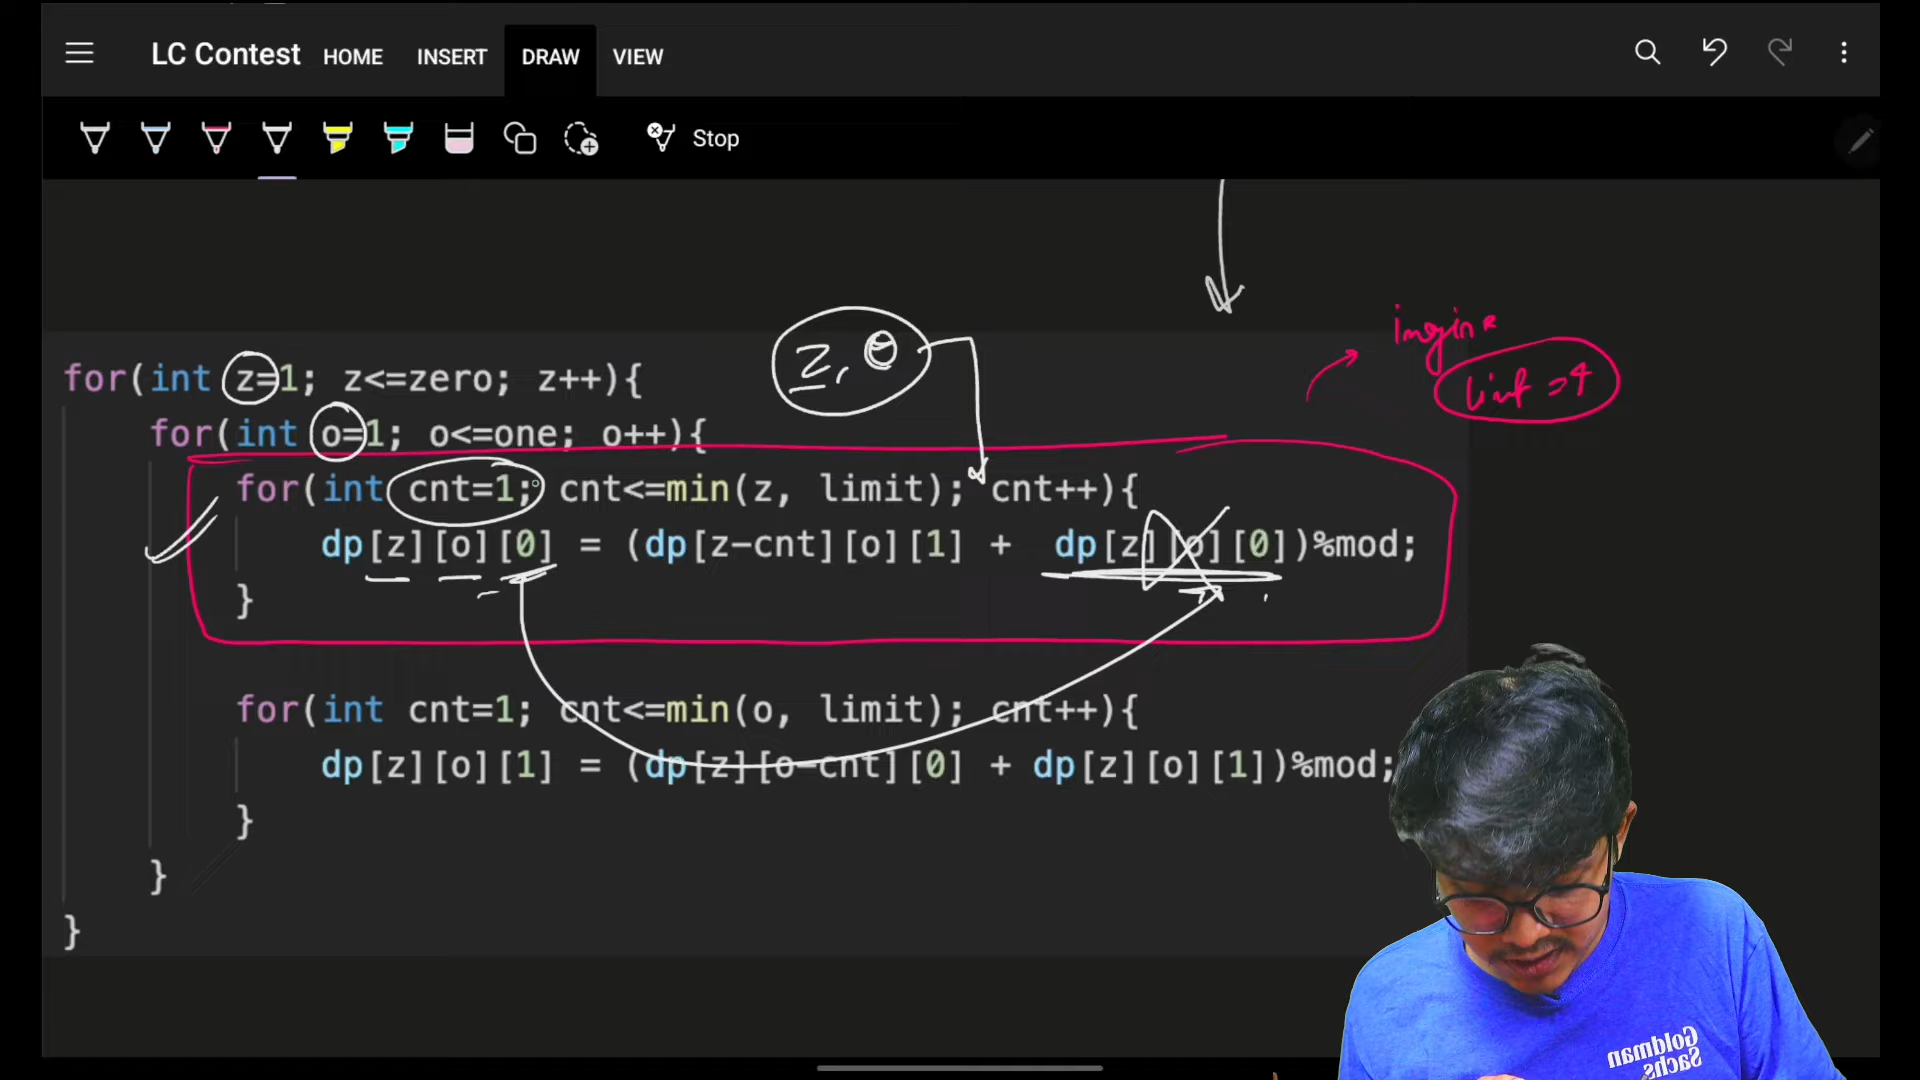 LC Contest HOME INSERT DRAW VIEW
Stop
imagine
limit =4
z, o
for(int z=1; z<=zero; z++){
for(int o=1; o<=one; o++){
for(int cnt=1; cnt<=min(z, limit); cnt++){
dp[z][o][0] = (dp[z-cnt][o][1] + dp[z][o][0])%mod;
}
for(int cnt=1; cnt<=min(o, limit); cnt++){
dp[z][o][1] = (dp[z][o-cnt][0] + dp[z][o][1])%mod;
}
}
}
Goldman
Sachs